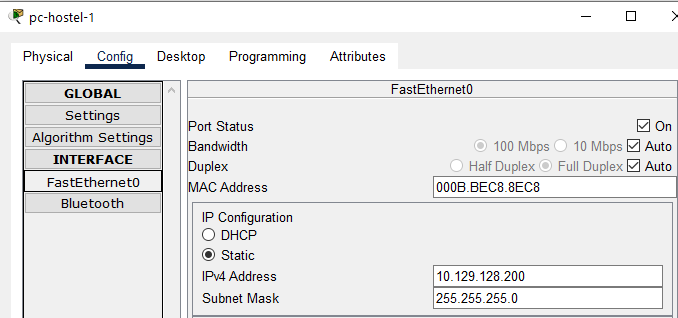 pc-hostel-1
Physical Config Desktop Programming Attributes
GLOBAL
Settings
Algorithm Settings
INTERFACE
FastEthernet0
Bluetooth
FastEthernet0
Port Status On
Bandwidth 100 Mbps 10 Mbps Auto
Duplex Half Duplex Full Duplex Auto
MAC Address 000B.BEC8.8EC8
IP Configuration
DHCP
Static
IPv4 Address 10.129.128.200
Subnet Mask 255.255.255.0